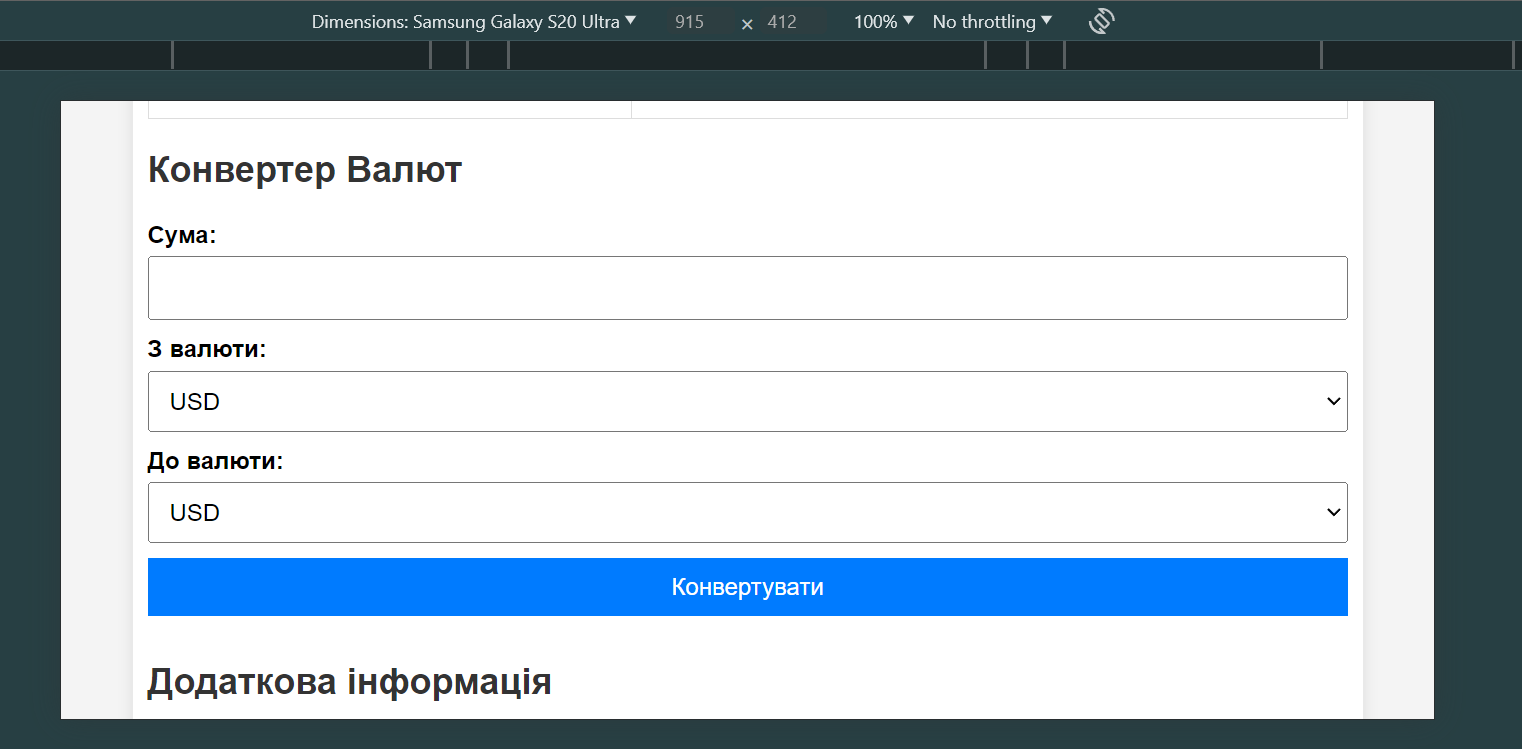 Dimensions: Samsung Galaxy S20 Ultra 915 × 412 100% No throttling
Конвертер Валют
Сума:
З валюти:
USD
До валюти:
USD
Конвертувати
Додаткова інформація